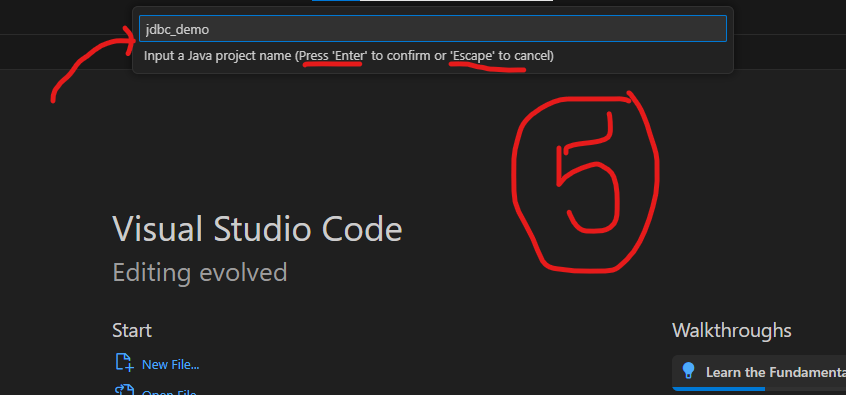 jdbc_demo
Input a Java project name (Press 'Enter' to confirm or 'Escape' to cancel)
5
Visual Studio Code
Editing evolved
Start
Walkthroughs
New File...
Learn the Fundamenta
Open File